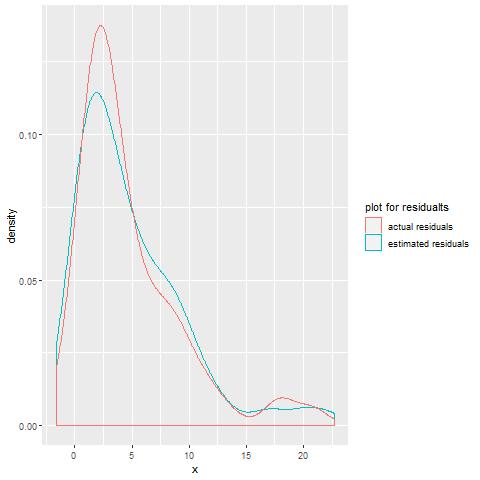 density
0.10
0.05
0.00
0
5
10
15
20
x
plot for residualts
actual residuals
estimated residuals